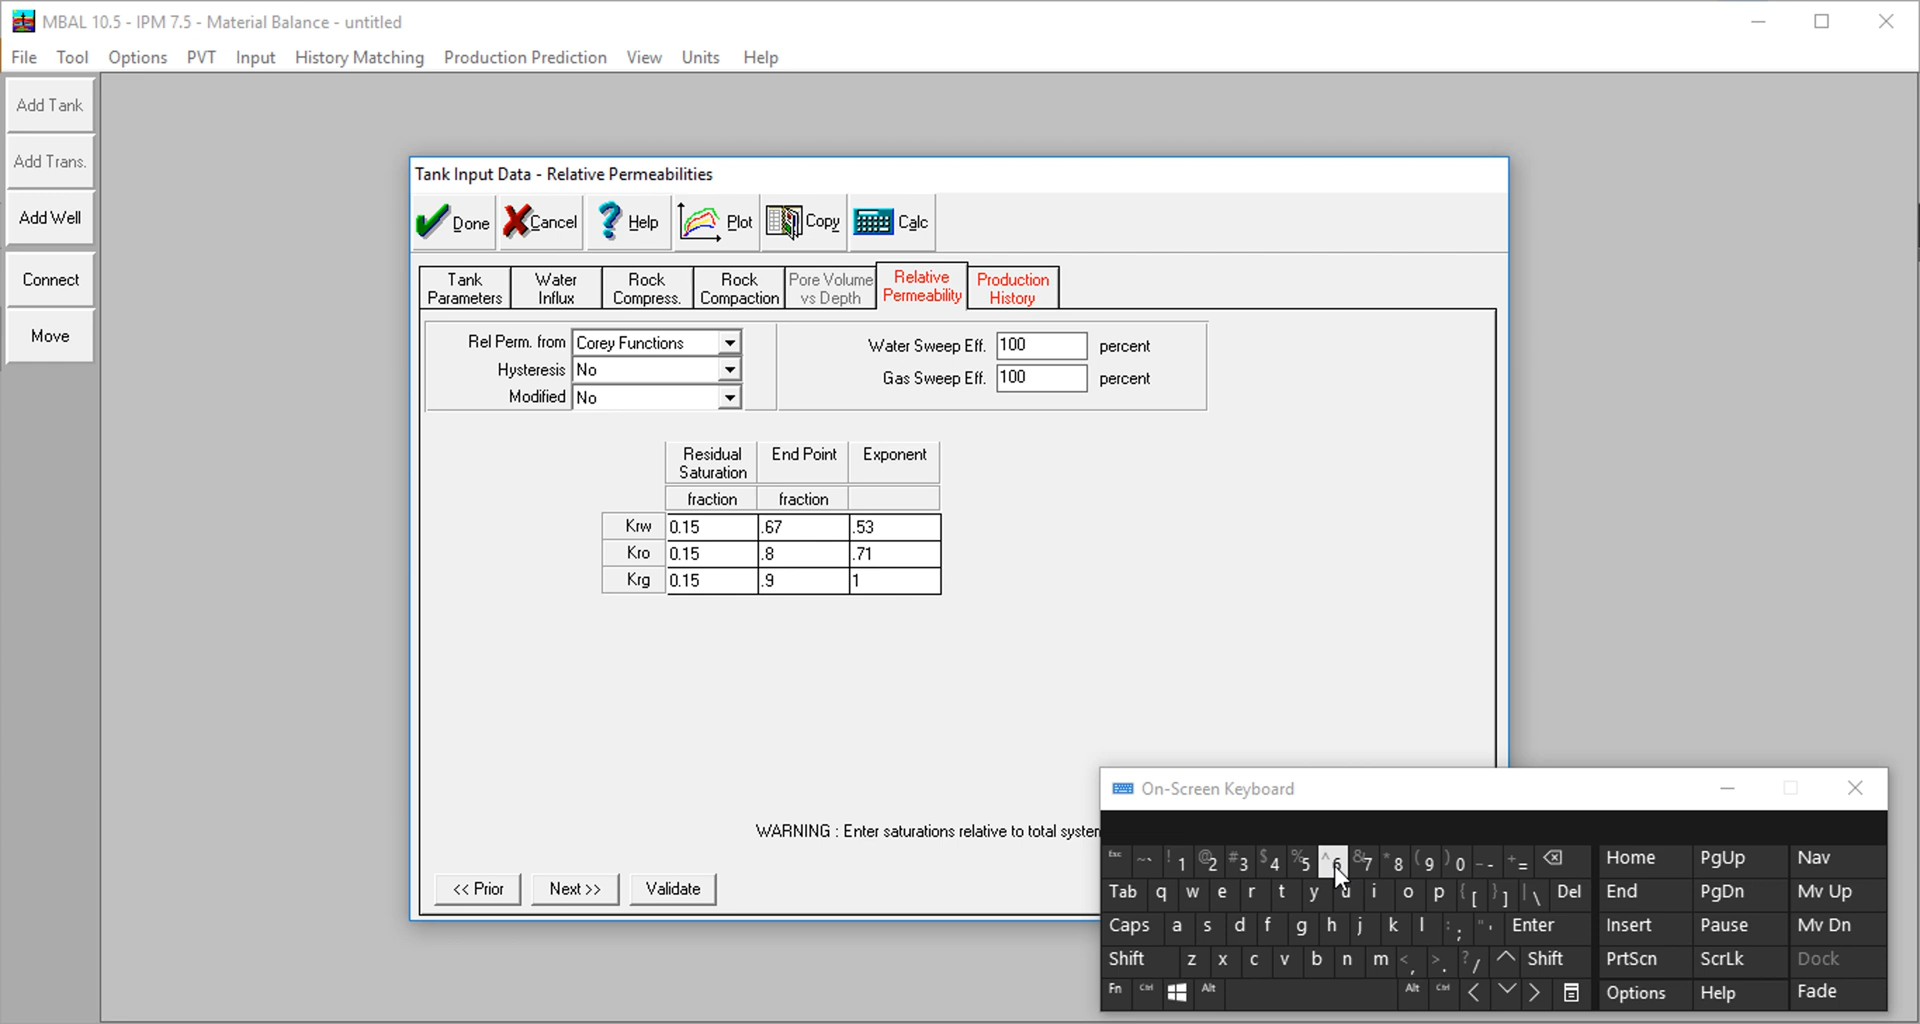 MBAL 10.5 - IPM 7.5 - Material Balance - untitled
File Tool Options PVT Input History Matching Production Prediction View Units Help
Add Tank
Add Trans.
Add Well
Connect
Move
Tank Input Data - Relative Permeabilities
Done Cancel Help Plot Copy Calc
Tank Parameters
Water Influx
Rock Compress.
Rock Compaction
Pore Volume vs Depth
Relative Permeability
Production History
Rel Perm. from Corey Functions
Hysteresis No
Modified No
Water Sweep Eff. 100 percent
Gas Sweep Eff. 100 percent
Residual Saturation End Point Exponent
fraction fraction
Krw 0.15 .67 .53
Kro 0.15 .8 .71
Krg 0.15 .9 1
WARNING : Enter saturations relative to total system
<< Prior Next >> Validate
On-Screen Keyboard
Esc ~ ` ! 1 @ 2 # 3 $ 4 % 5 ^ 6 & 7 * 8 ( 9 ) 0 _ - + = Home PgUp Nav
Tab q w e r t y u i o p { [ } ] | \ Del End PgDn Mv Up
Caps a s d f g h j k l : ; " ' Enter Insert Pause Mv Dn
Shift z x c v b n m < , > . ? / Shift PrtScn ScrLk Dock
Fn Ctrl Alt Alt Ctrl Options Help Fade